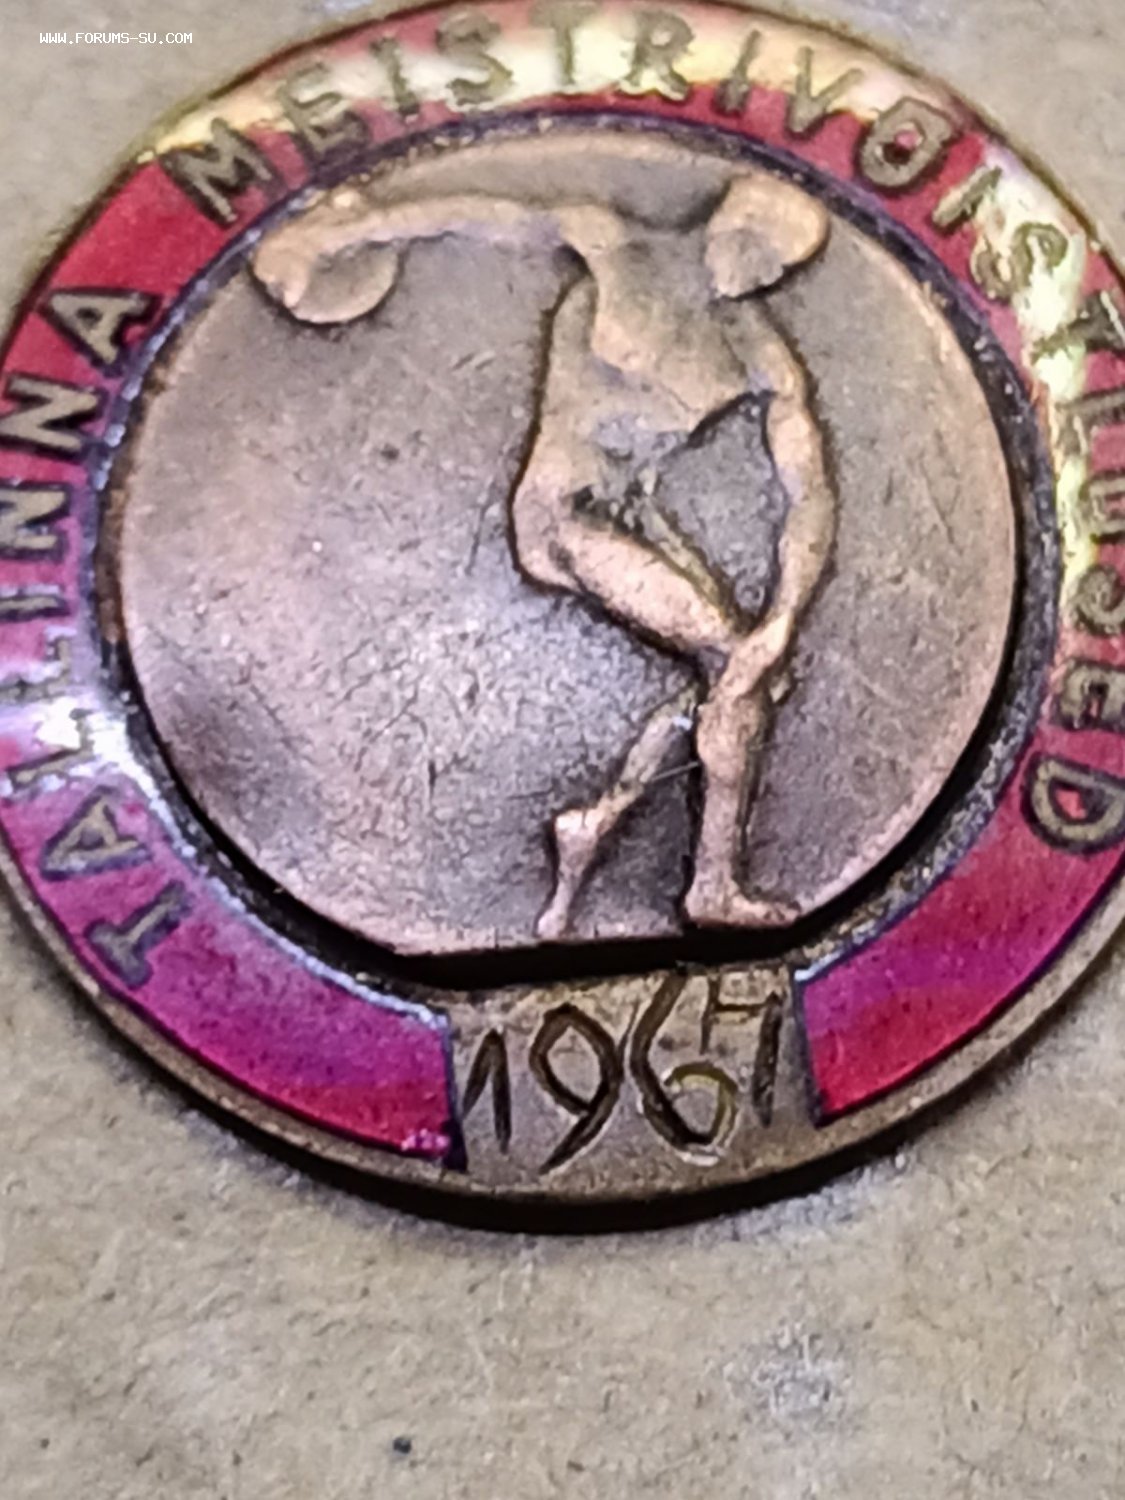 WWW.FORUMS-SU.COM
TALLINNA MEISTRIVÕISTLUSED
1967